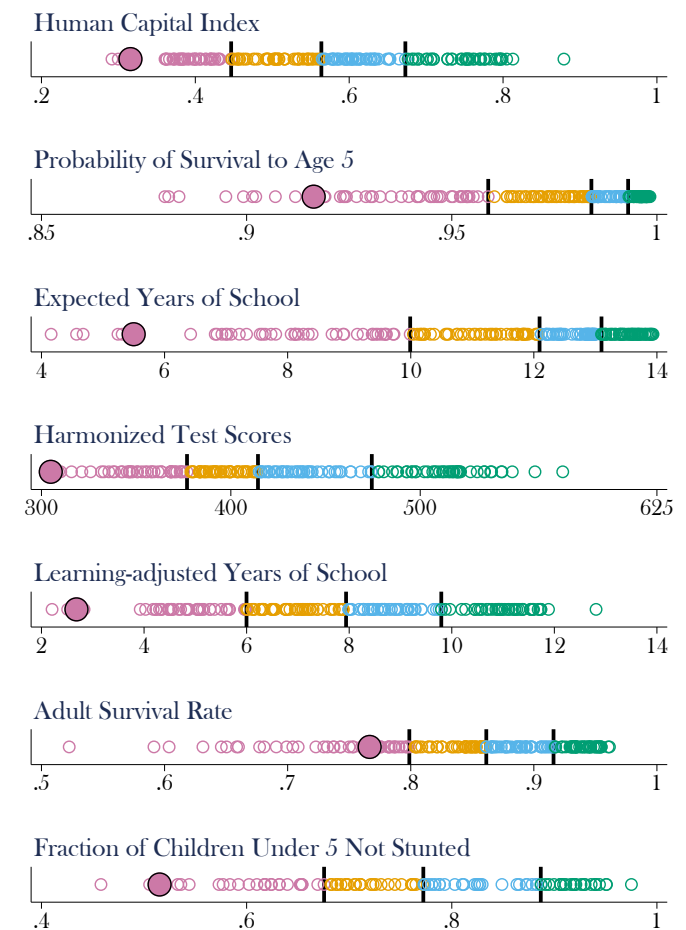 Human Capital Index
.2 .4 .6 .8 1
Probability of Survival to Age 5
.85 .9 .95 1
Expected Years of School
4 6 8 10 12 14
Harmonized Test Scores
300 400 500 625
Learning-adjusted Years of School
2 4 6 8 10 12 14
Adult Survival Rate
.5 .6 .7 .8 .9 1
Fraction of Children Under 5 Not Stunted
.4 .6 .8 1